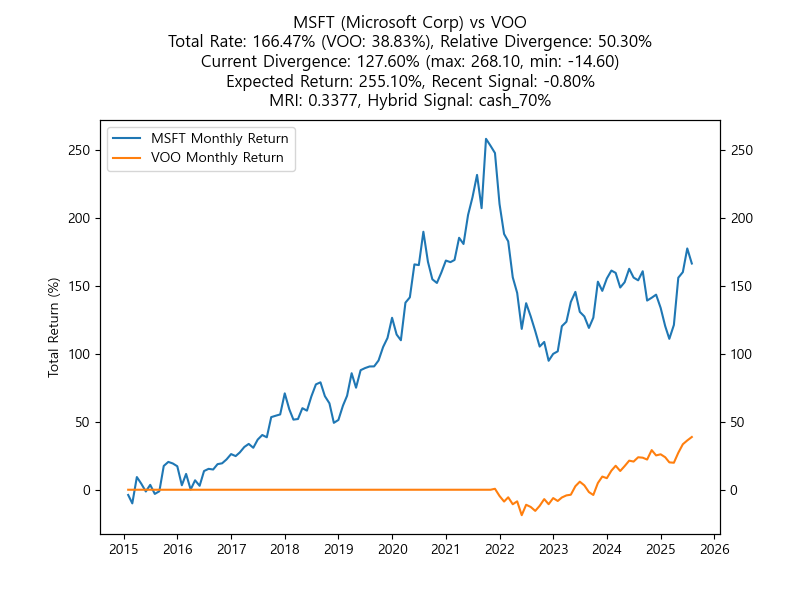 MSFT (Microsoft Corp) vs VOO
Total Rate: 166.47% (VOO: 38.83%), Relative Divergence: 50.30%
Current Divergence: 127.60% (max: 268.10, min: -14.60)
Expected Return: 255.10%, Recent Signal: -0.80%
MRI: 0.3377, Hybrid Signal: cash_70%
MSFT Monthly Return
VOO Monthly Return
Total Return (%)
250
200
150
100
50
0
250
200
150
100
50
0
2015 2016 2017 2018 2019 2020 2021 2022 2023 2024 2025 2026